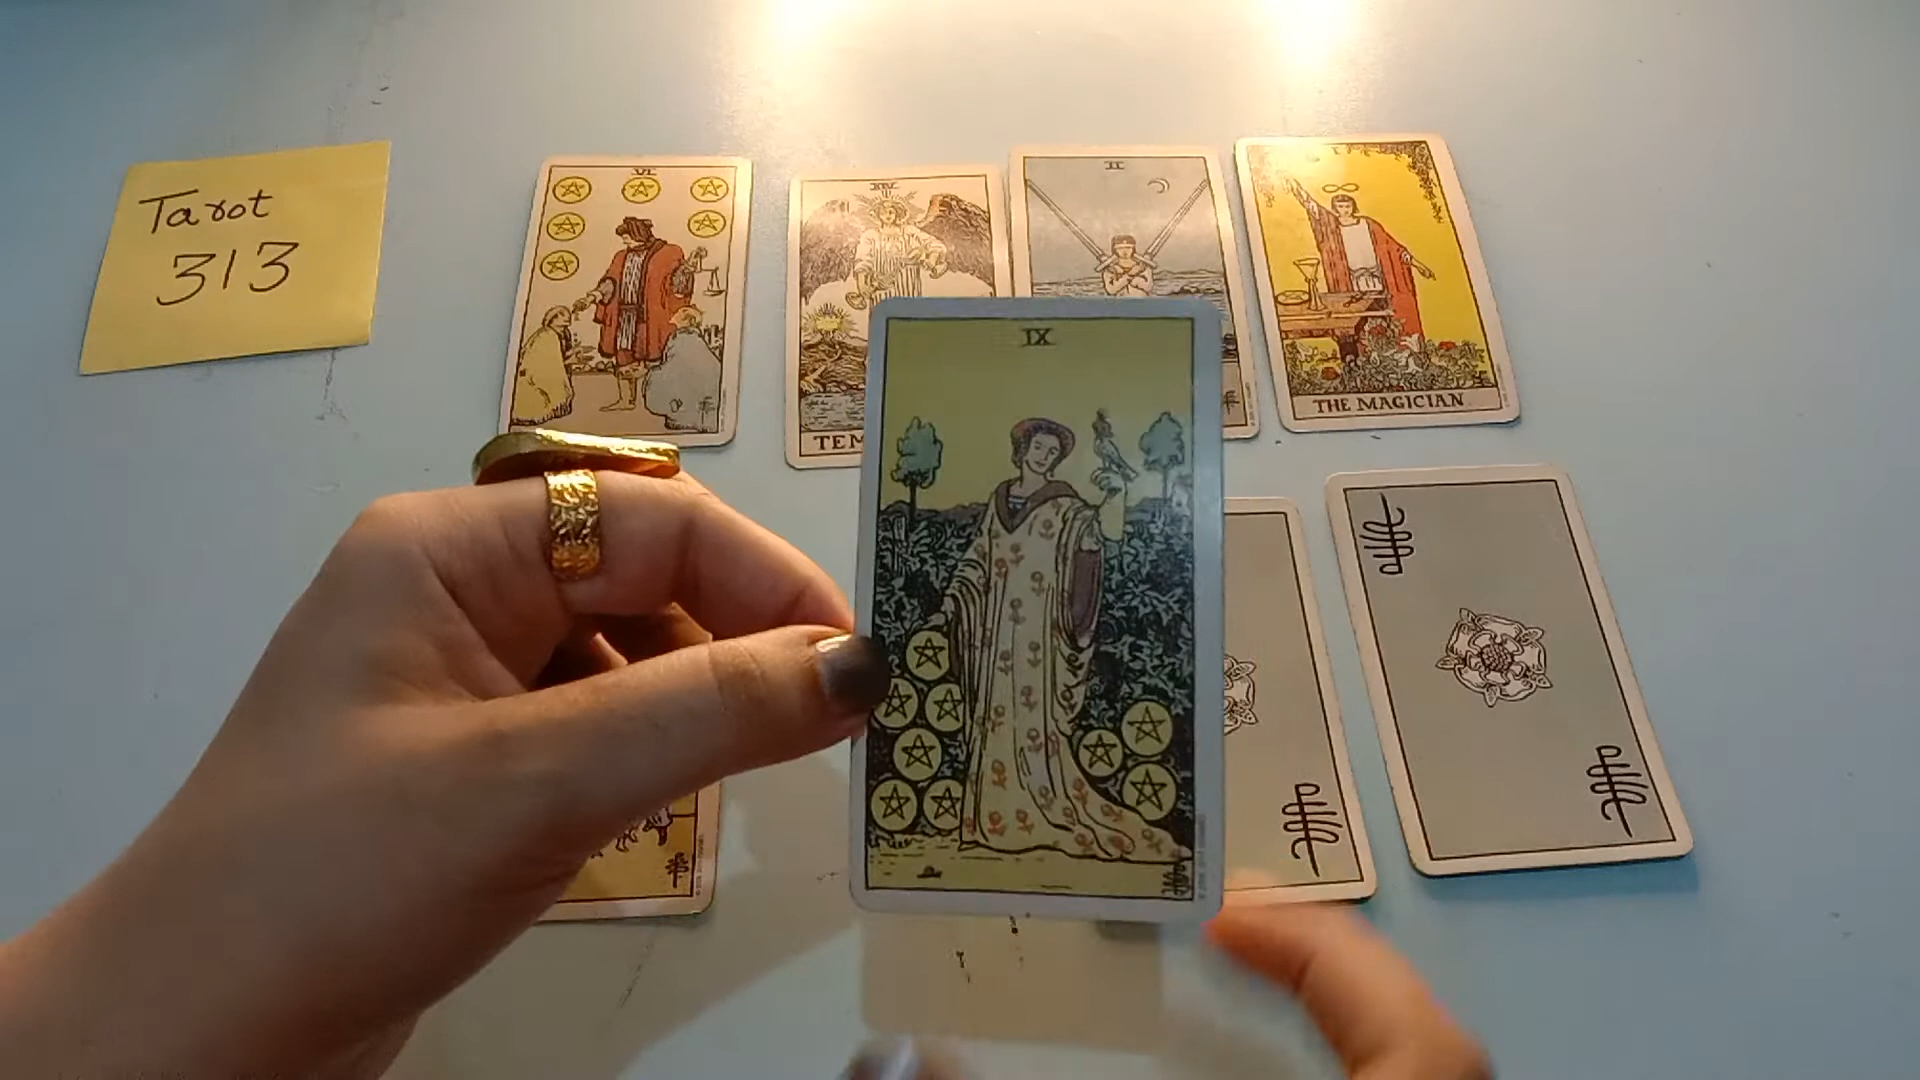 Tarot
313
VI
XIV
II
I
IX
TEM
THE MAGICIAN